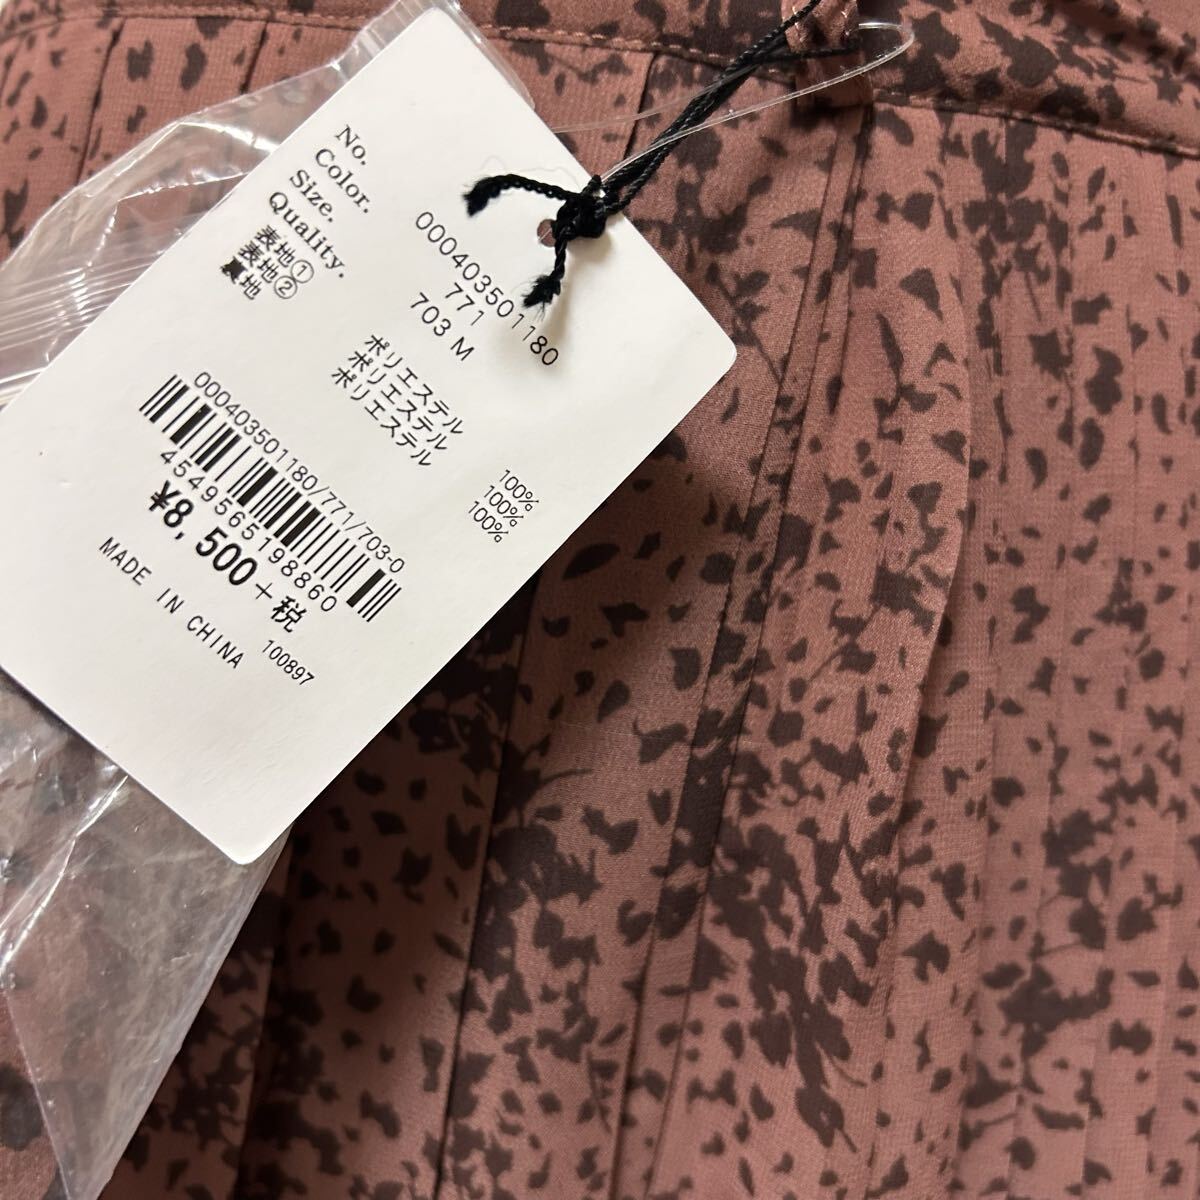 No. 000403501180
Color. 771
Size. 703 M
Quality.
表地① ポリエステル 100%
表地② ポリエステル 100%
裏地 ポリエステル 100%
000403501180/771/703-0
4549565198860
¥8,500+税
MADE IN CHINA 100897